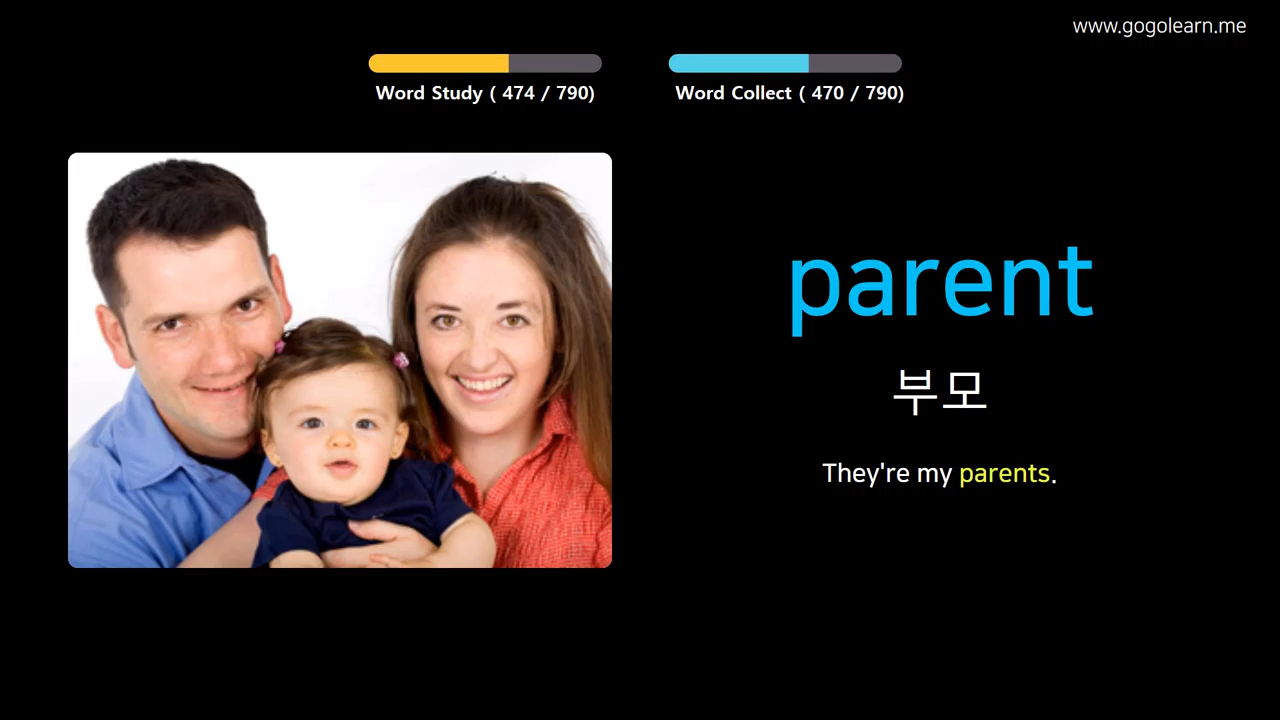 www.gogolearn.me
Word Study ( 474 / 790)
Word Collect ( 470 / 790)
parent
부모
They're my parents.